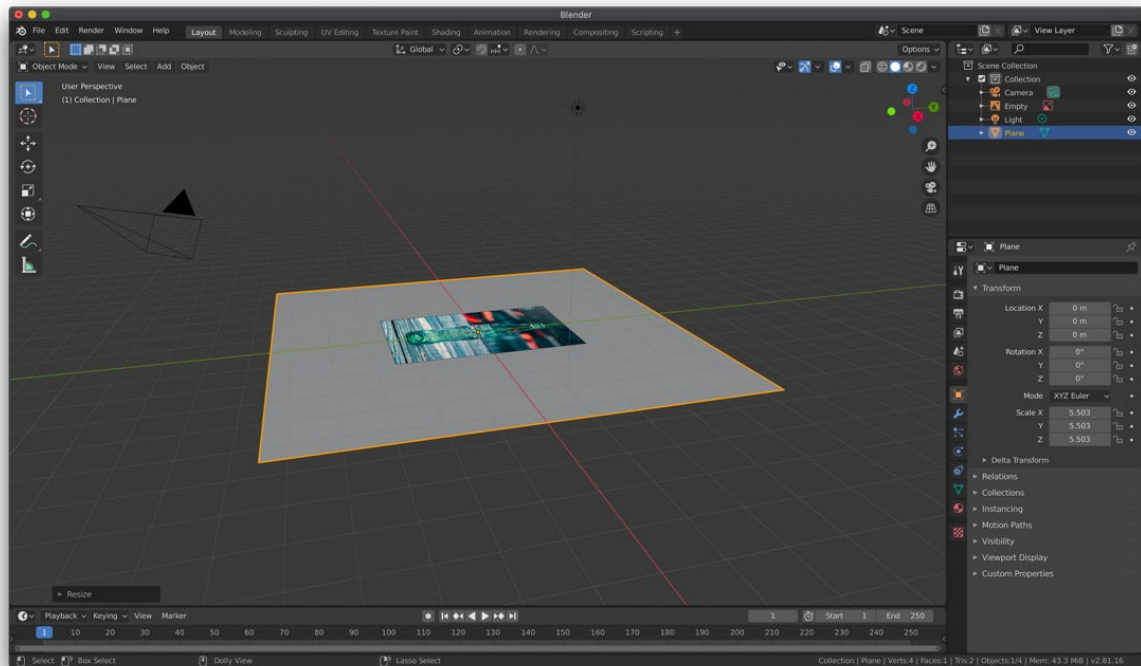 Blender
File Edit Render Window Help Layout Modeling Sculpting UV Editing Texture Paint Shading Animation Rendering Compositing Scripting + Scene View Layer
Global Options
Object Mode View Select Add Object
User Perspective
(1) Collection | Plane
Z
Y
X
Scene Collection
Collection
Camera
Empty
Light
Plane
Plane
Plane
Transform
Location X 0 m
Y 0 m
Z 0 m
Rotation X 0°
Y 0°
Z 0°
Mode XYZ Euler
Scale X 5.503
Y 5.503
Z 5.503
Delta Transform
Relations
Collections
Instancing
Motion Paths
Visibility
Viewport Display
Custom Properties
Resize
Playback Keying View Marker 1 Start 1 End 250
1 10 20 30 40 50 60 70 80 90 100 110 120 130 140 150 160 170 180 190 200 210 220 230 240 250
Select Box Select Dolly View Lasso Select Collection | Plane | Verts:4 | Faces:1 | Tris:2 | Objects:1/4 | Mem: 43.3 MiB | v2.81.16